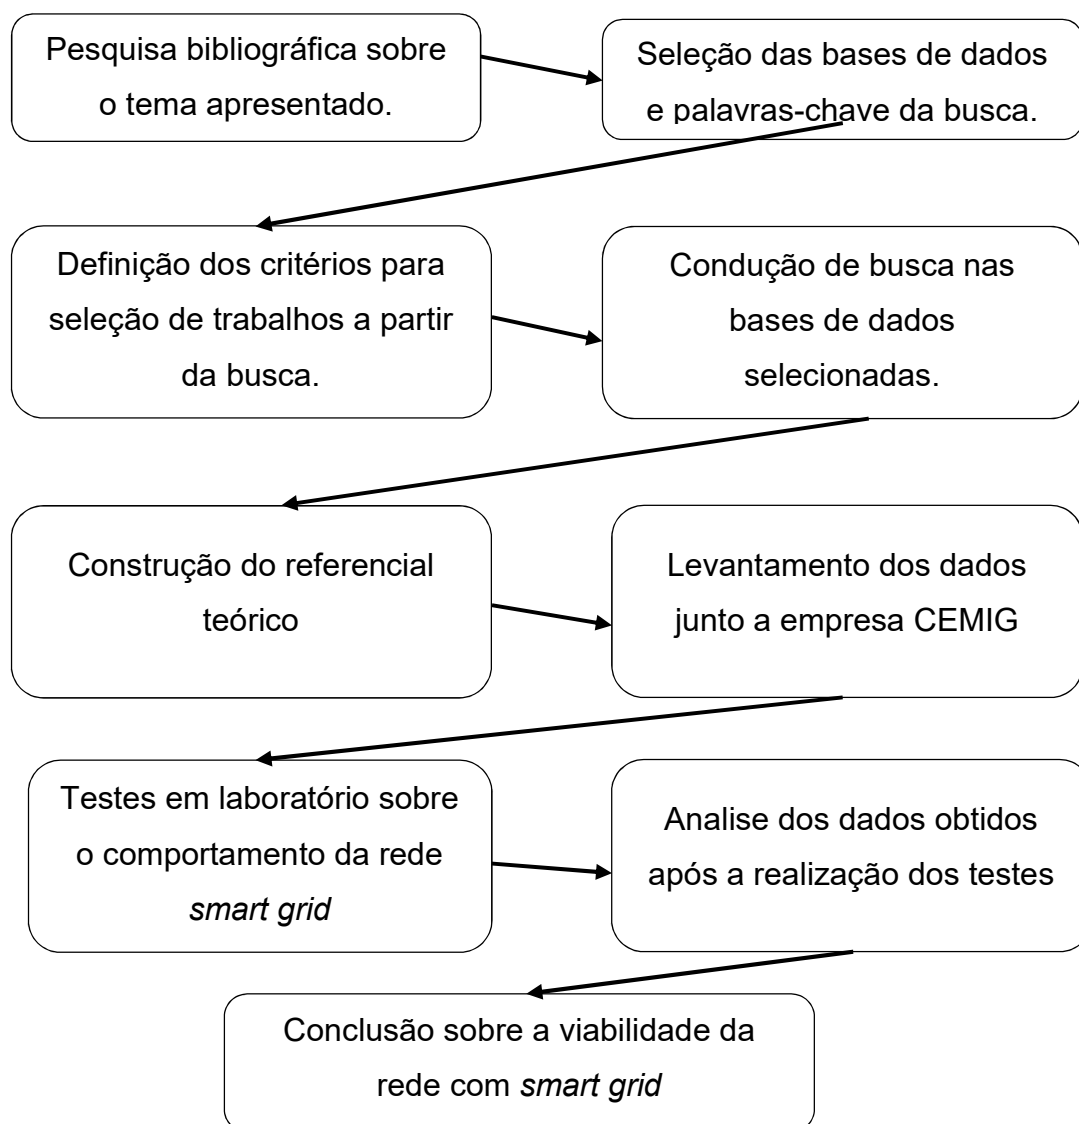 Pesquisa bibliográfica sobre
o tema apresentado.
Seleção das bases de dados
e palavras-chave da busca.
Definição dos critérios para
seleção de trabalhos a partir
da busca.
Condução de busca nas
bases de dados
selecionadas.
Construção do referencial
teórico
Levantamento dos dados
junto a empresa CEMIG
Testes em laboratório sobre
o comportamento da rede
smart grid
Analise dos dados obtidos
após a realização dos testes
Conclusão sobre a viabilidade da
rede com smart grid